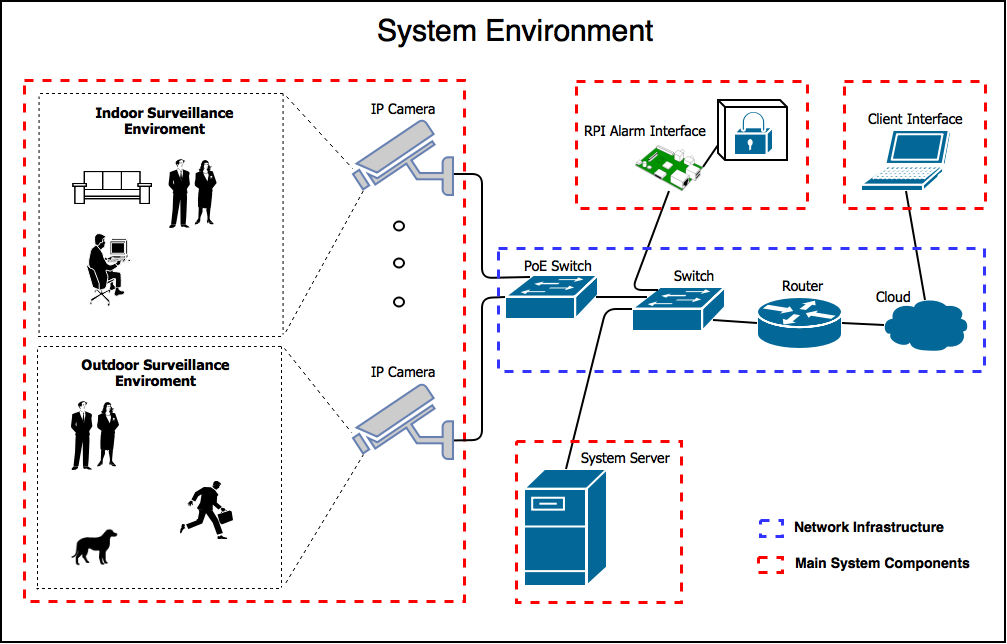 System Environment
Indoor Surveillance
Enviroment
IP Camera
RPI Alarm Interface
Client Interface
PoE Switch
Switch
Router
Cloud
Outdoor Surveillance
Enviroment
IP Camera
System Server
Network Infrastructure
Main System Components